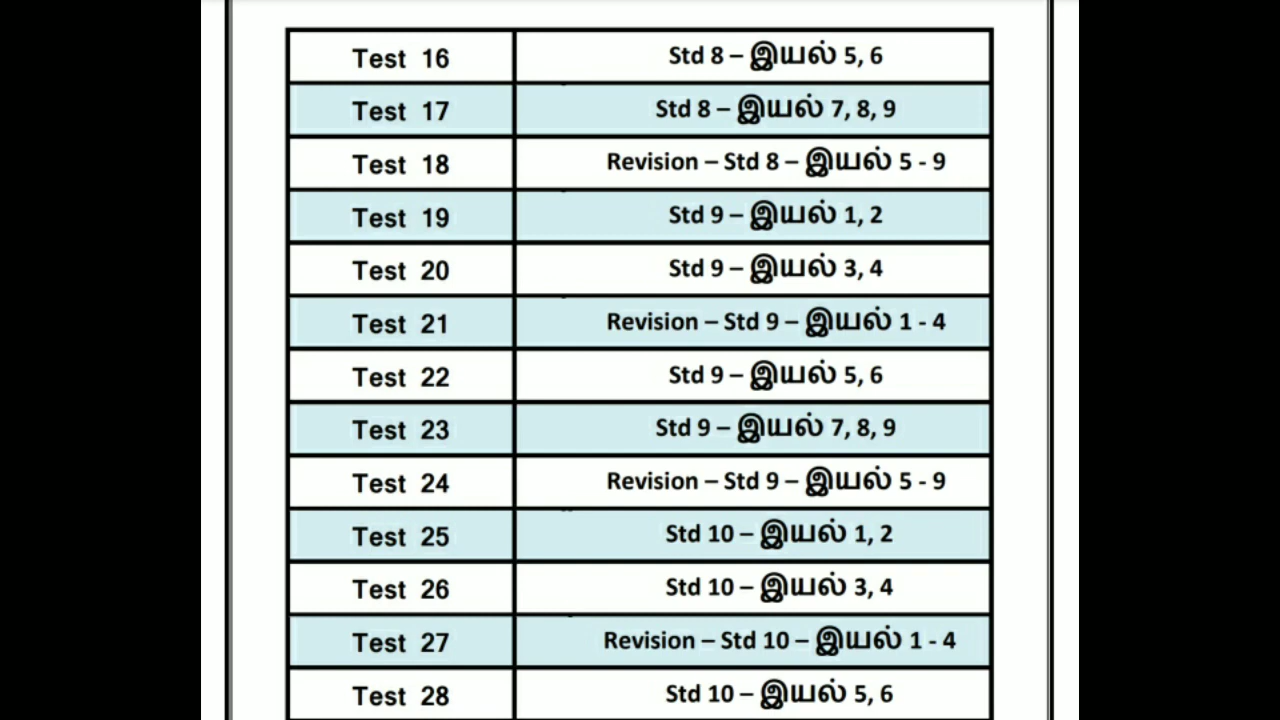 Test 16 Std 8 – இயல் 5, 6
Test 17 Std 8 – இயல் 7, 8, 9
Test 18 Revision – Std 8 – இயல் 5 - 9
Test 19 Std 9 – இயல் 1, 2
Test 20 Std 9 – இயல் 3, 4
Test 21 Revision – Std 9 – இயல் 1 - 4
Test 22 Std 9 – இயல் 5, 6
Test 23 Std 9 – இயல் 7, 8, 9
Test 24 Revision – Std 9 – இயல் 5 - 9
Test 25 Std 10 – இயல் 1, 2
Test 26 Std 10 – இயல் 3, 4
Test 27 Revision – Std 10 – இயல் 1 - 4
Test 28 Std 10 – இயல் 5, 6